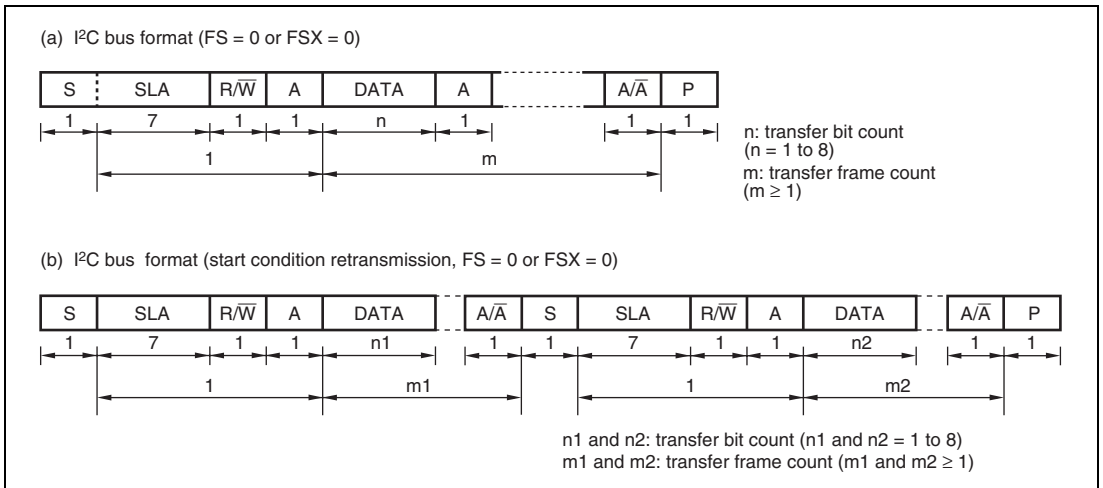 (a) I²C bus format (FS = 0 or FSX = 0)
S SLA R/W̅ A DATA A A/A̅ P
1 7 1 1 n 1 1 1
1 m
n: transfer bit count
(n = 1 to 8)
m: transfer frame count
(m ≥ 1)
(b) I²C bus format (start condition retransmission, FS = 0 or FSX = 0)
S SLA R/W̅ A DATA A/A̅ S SLA R/W̅ A DATA A/A̅ P
1 7 1 1 n1 1 1 7 1 1 n2 1 1
1 m1 1 m2
n1 and n2: transfer bit count (n1 and n2 = 1 to 8)
m1 and m2: transfer frame count (m1 and m2 ≥ 1)